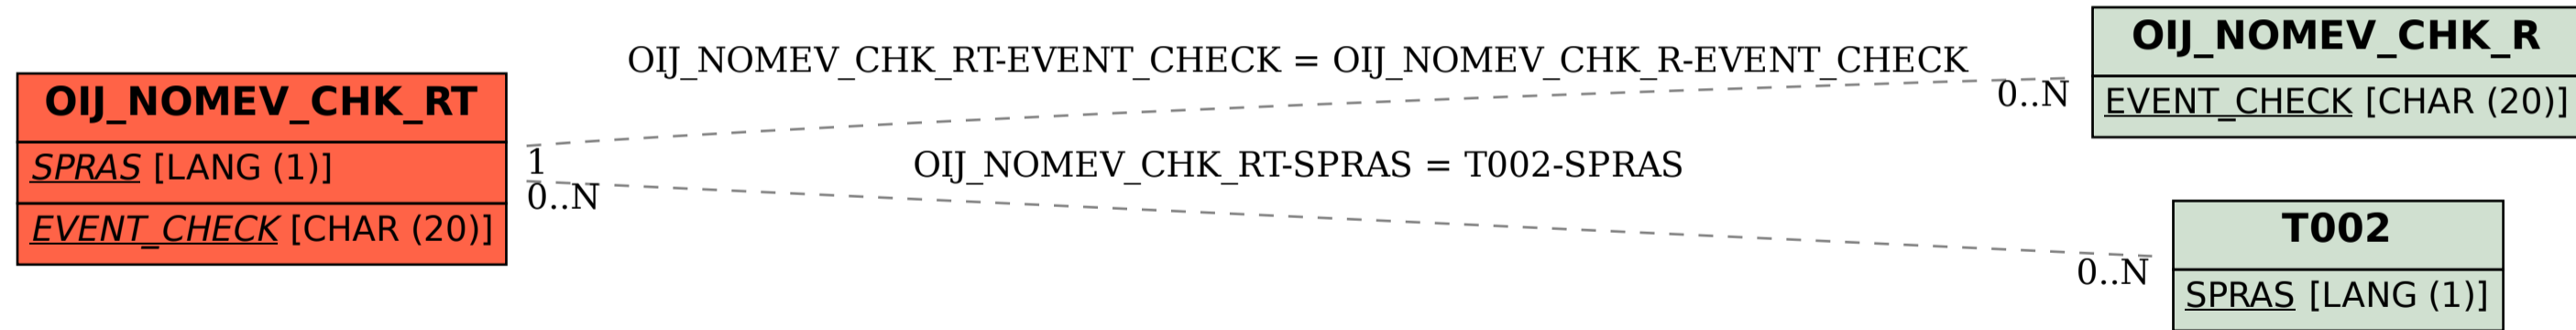 OIJ_NOMEV_CHK_RT
SPRAS [LANG (1)]
EVENT_CHECK [CHAR (20)]
OIJ_NOMEV_CHK_RT-EVENT_CHECK = OIJ_NOMEV_CHK_R-EVENT_CHECK
1
0..N
OIJ_NOMEV_CHK_RT-SPRAS = T002-SPRAS
0..N
0..N
OIJ_NOMEV_CHK_R
EVENT_CHECK [CHAR (20)]
T002
SPRAS [LANG (1)]